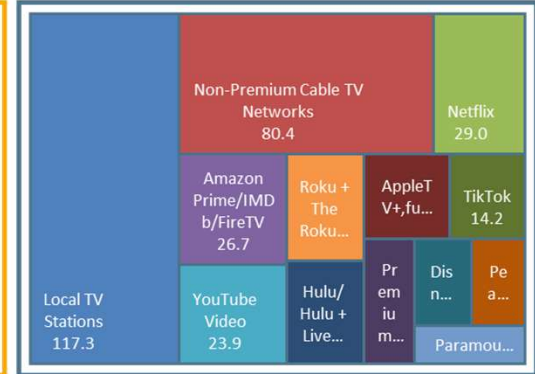 Local TV
Stations
117.3
Non-Premium Cable TV
Networks
80.4
Netflix
29.0
Amazon
Prime/IMD
b/FireTV
26.7
YouTube
Video
23.9
Roku +
The
Roku...
Hulu/
Hulu +
Live...
AppleT
V+,fu...
TikTok
14.2
Pr
em
iu
m...
Dis
n...
Pe
a...
Paramou...